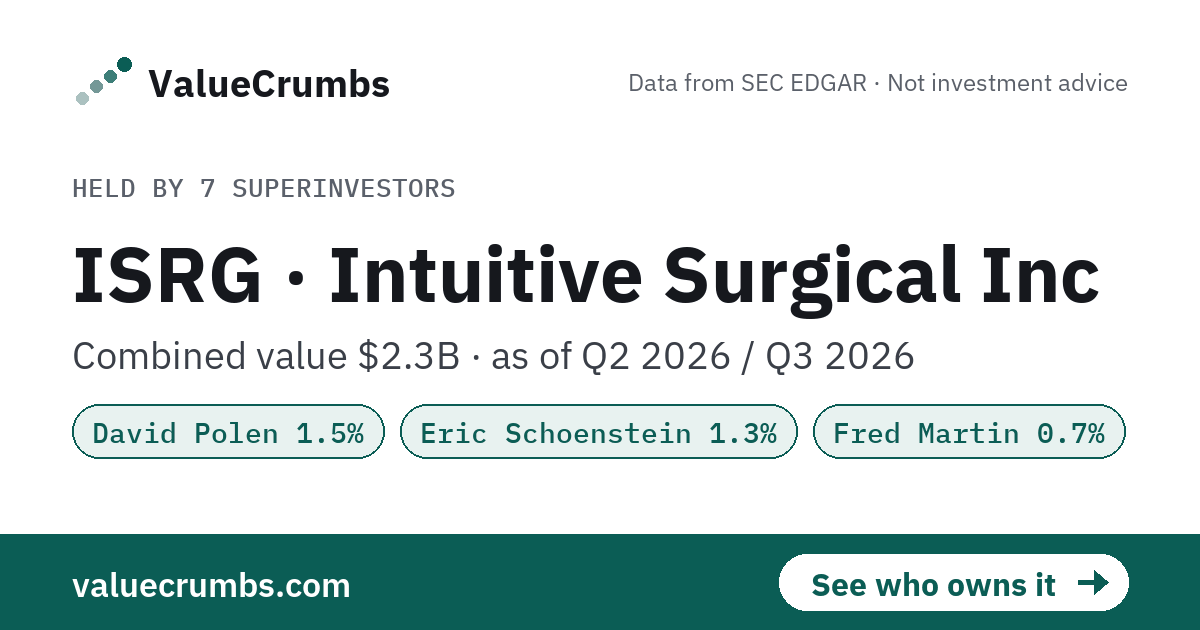 ValueCrumbs
Data from SEC EDGAR · Not investment advice
HELD BY 7 SUPERINVESTORS
ISRG · Intuitive Surgical Inc
Combined value $2.3B · as of Q2 2026 / Q3 2026
David Polen 1.5%
Eric Schoenstein 1.3%
Fred Martin 0.7%
valuecrumbs.com
See who owns it →